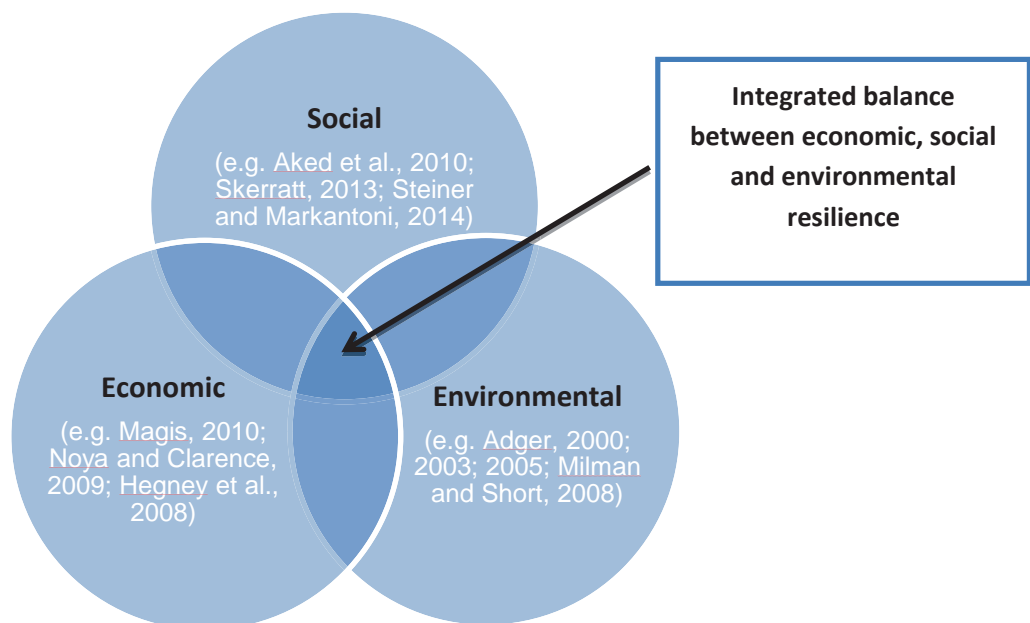 Social
(e.g. Aked et al., 2010;
Skerratt, 2013; Steiner
and Markantoni, 2014)
Integrated balance
between economic, social
and environmental
resilience
Economic
(e.g. Magis, 2010;
Noya and Clarence,
2009; Hegney et al.,
2008)
Environmental
(e.g. Adger, 2000;
2003; 2005; Milman
and Short, 2008)